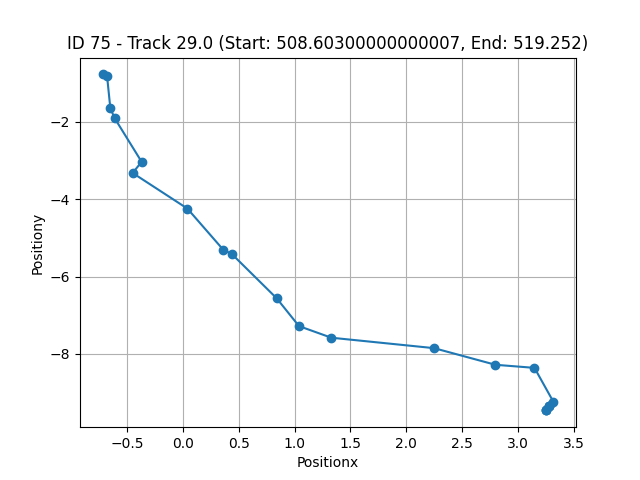 ID 75 - Track 29.0 (Start: 508.60300000000007, End: 519.252)
Positiony
−2
−4
−6
−8
−0.5 0.0 0.5 1.0 1.5 2.0 2.5 3.0 3.5
Positionx